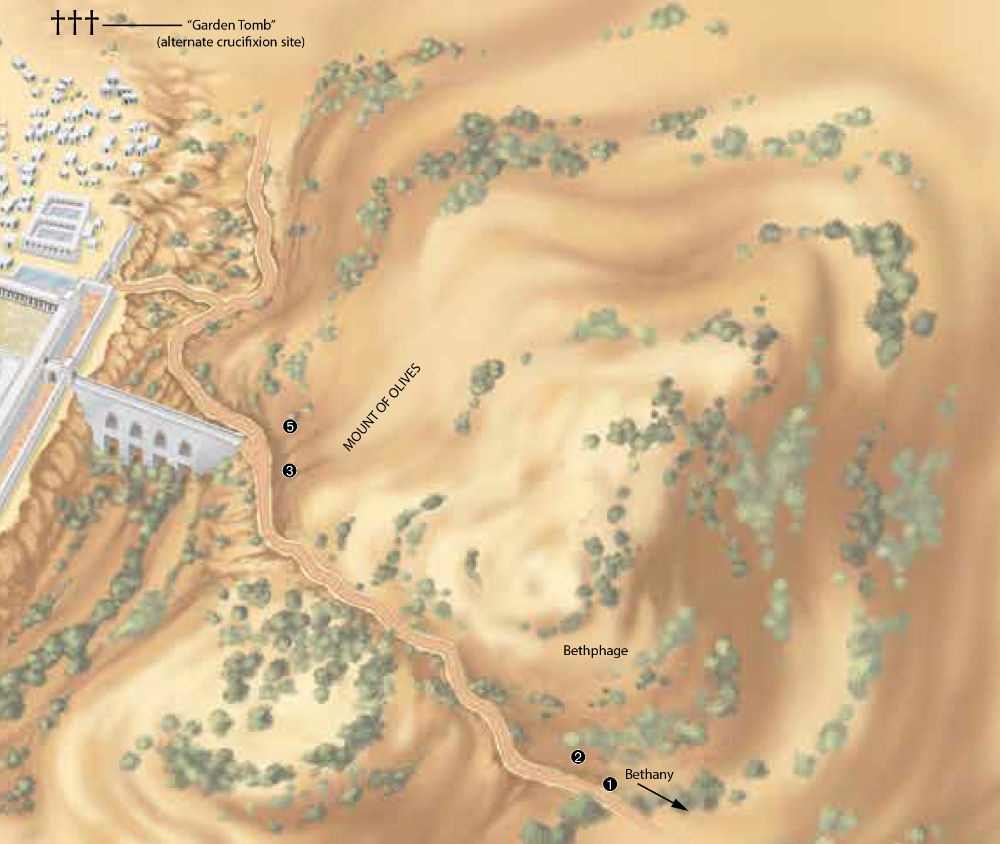 ††† “Garden Tomb”
(alternate crucifixion site)
MOUNT OF OLIVES
5
3
Bethphage
2
1 Bethany